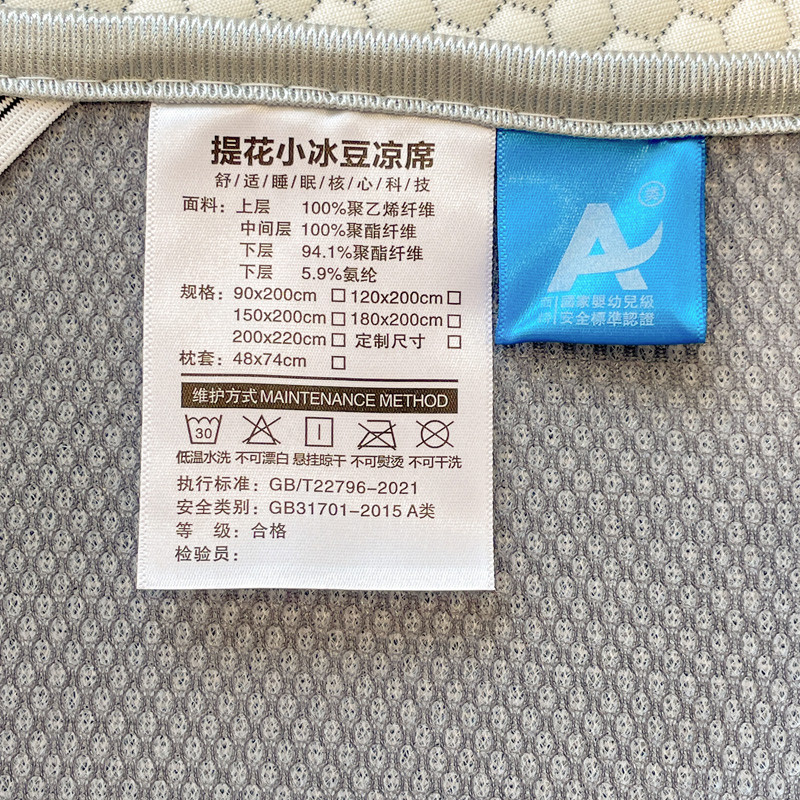 提花小冰豆凉席
舒/适/睡/眠/核/心/科/技
面料：上层 100%聚乙烯纤维
中间层 100%聚酯纤维
下层 94.1%聚酯纤维
下层 5.9%氨纶
规格：90x200cm □ 120x200cm □
150x200cm □ 180x200cm □
200x220cm □ 定制尺寸 □
枕套：48x74cm □
维护方式 MAINTENANCE METHOD
30
低温水洗 不可漂白 悬挂晾干 不可熨烫 不可干洗
执行标准：GB/T22796-2021
安全类别：GB31701-2015 A类
等 级：合格
检验员：
A 类
國家嬰幼兒級
安全標準認證